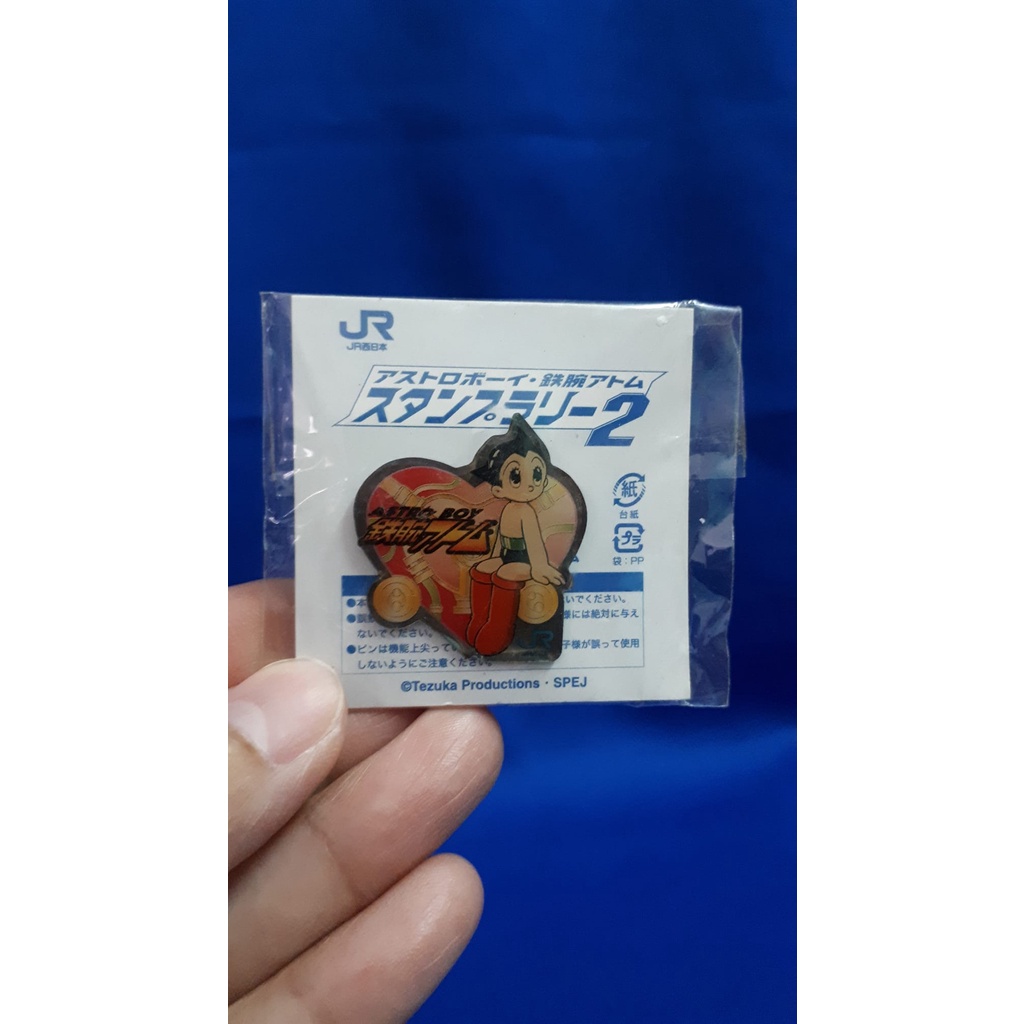 JR
JR西日本
アストロボーイ・鉄腕アトム
スタンプラリー2
ASTRO BOY
鉄腕アトム
紙
台紙
プラ
袋：PP
いでください。
様には絶対に与え
ないでください。
●ピンは機能上尖ってい
子様が誤って使用
しないようにご注意ください。
JR
©Tezuka Productions・SPEJ